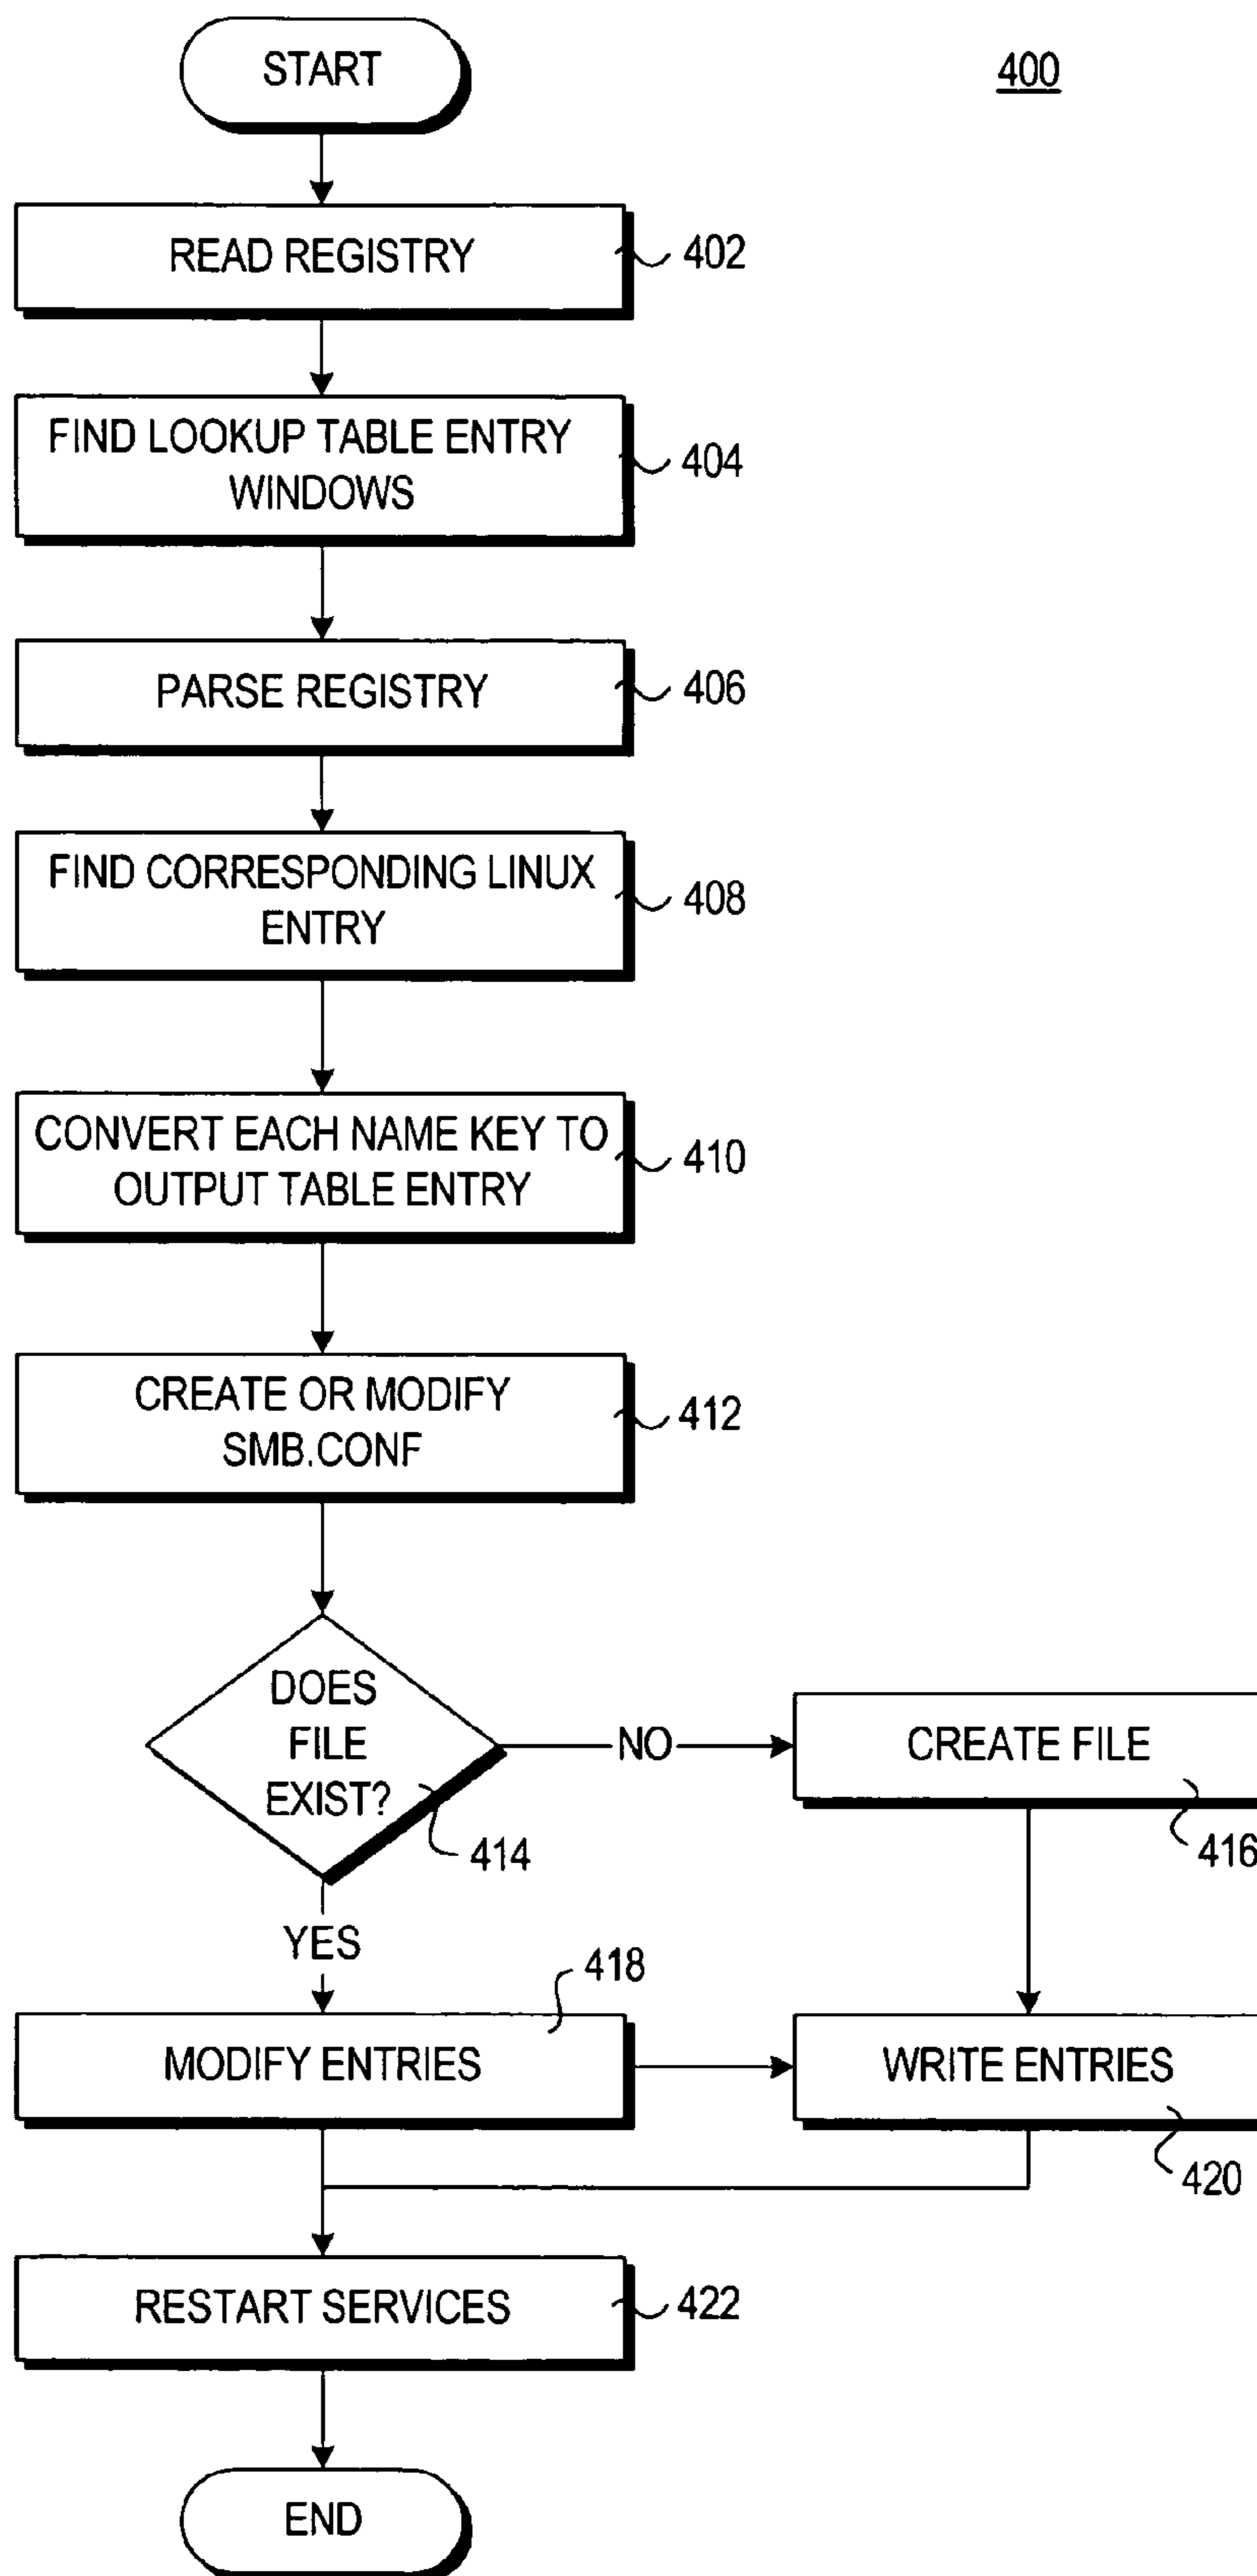 START
400
READ REGISTRY
402
FIND LOOKUP TABLE ENTRY
WINDOWS
404
PARSE REGISTRY
406
FIND CORRESPONDING LINUX
ENTRY
408
CONVERT EACH NAME KEY TO
OUTPUT TABLE ENTRY
410
CREATE OR MODIFY
SMB.CONF
412
DOES
FILE
EXIST?
414
NO
CREATE FILE
416
YES
418
MODIFY ENTRIES
WRITE ENTRIES
420
RESTART SERVICES
422
END